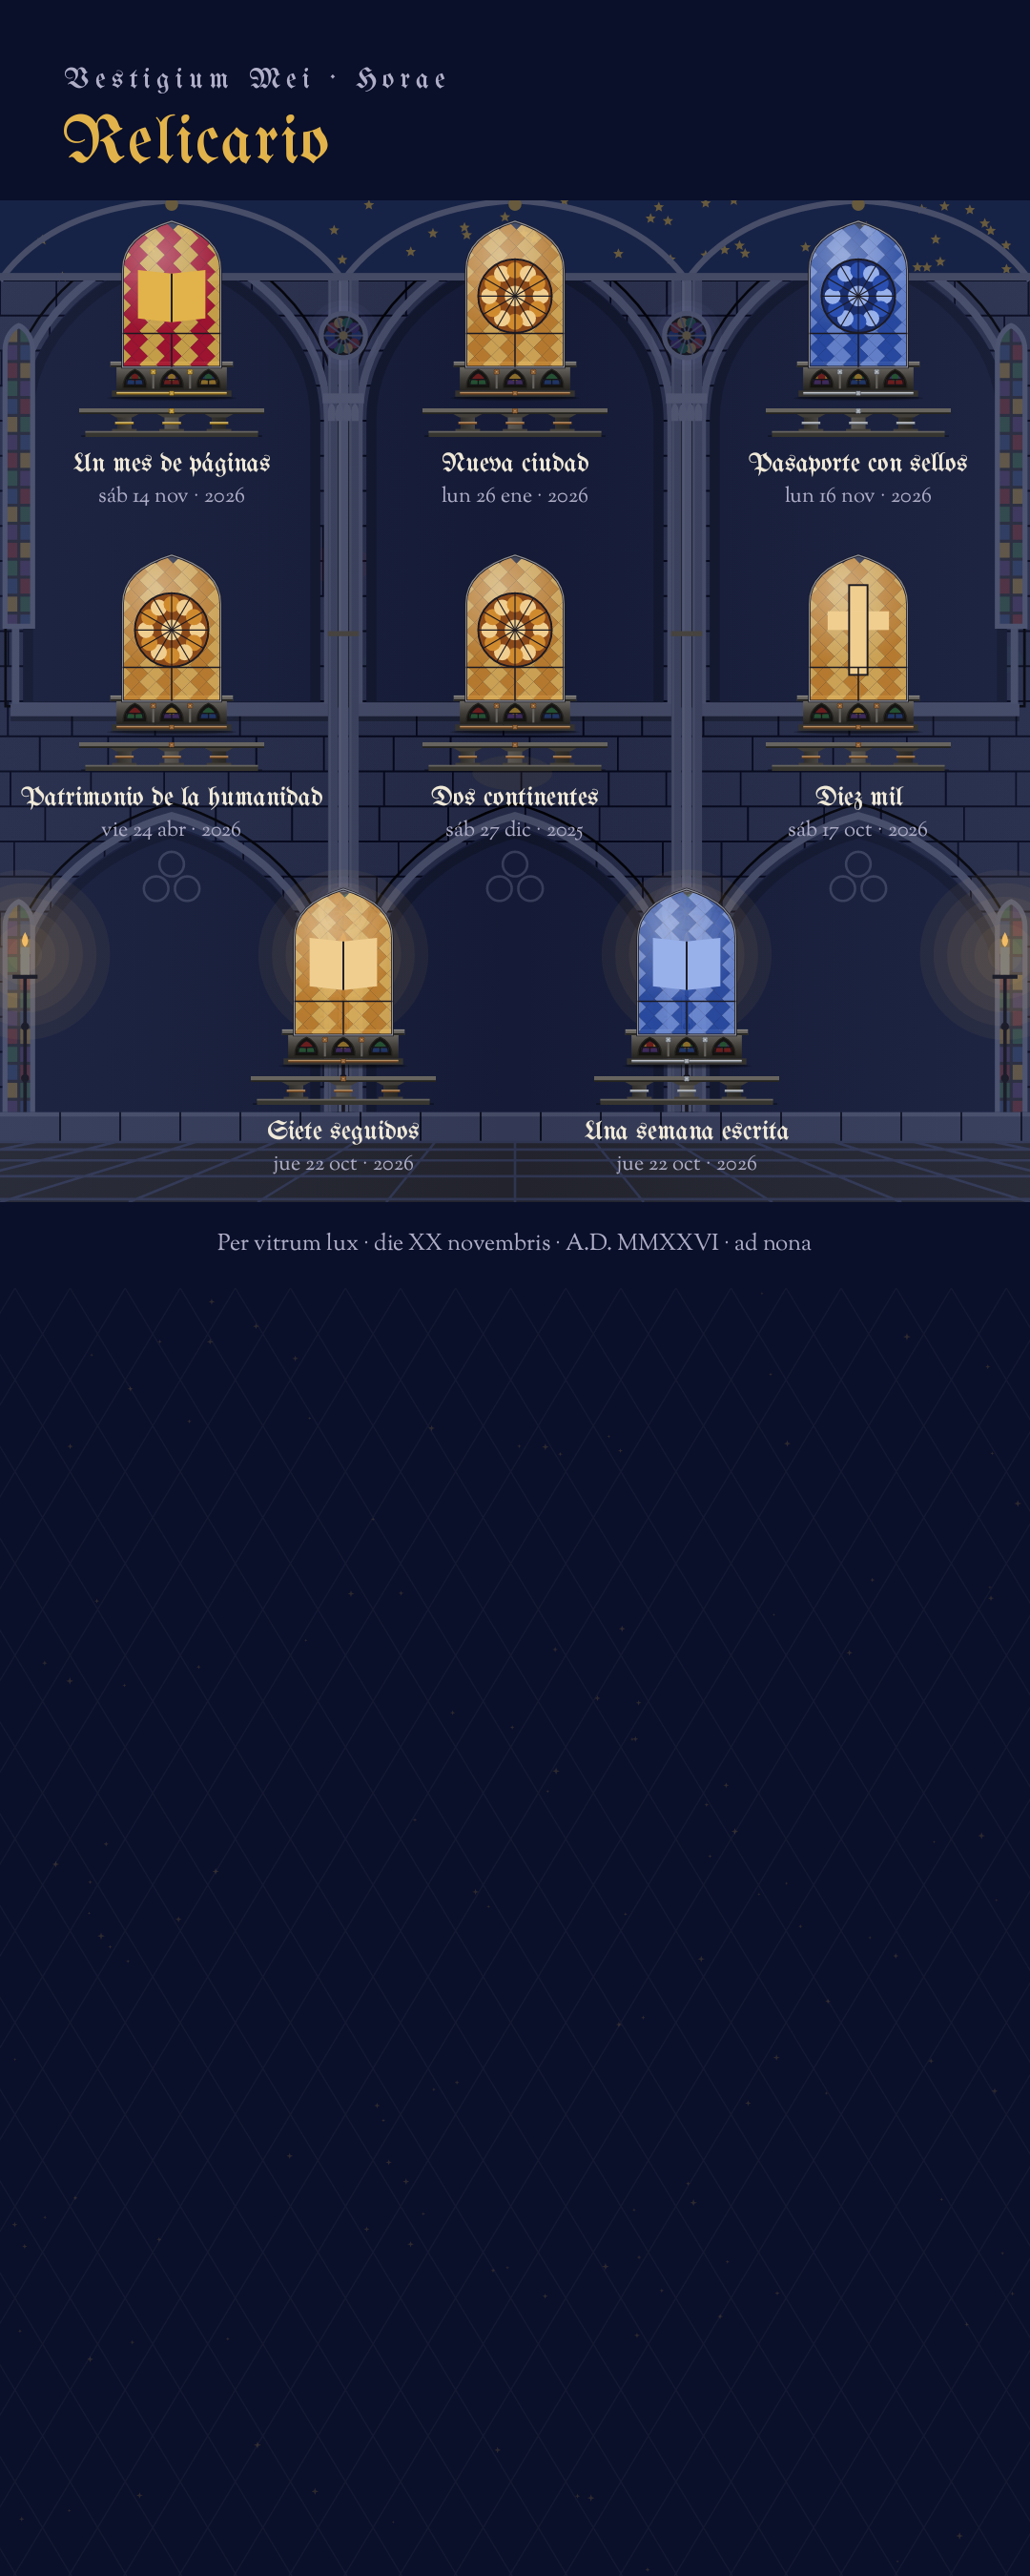 Vestigium Mei · Horae
Relicario
Un mes de páginas
sáb 14 nov · 2026
Nueva ciudad
lun 26 ene · 2026
Pasaporte con sellos
lun 16 nov · 2026
Patrimonio de la humanidad
vie 24 abr · 2026
Dos continentes
sáb 27 dic · 2025
Diez mil
sáb 17 oct · 2026
Siete seguidos
jue 22 oct · 2026
Una semana escrita
jue 22 oct · 2026
Per vitrum lux · die XX novembris · A.D. MMXXVI · ad nona